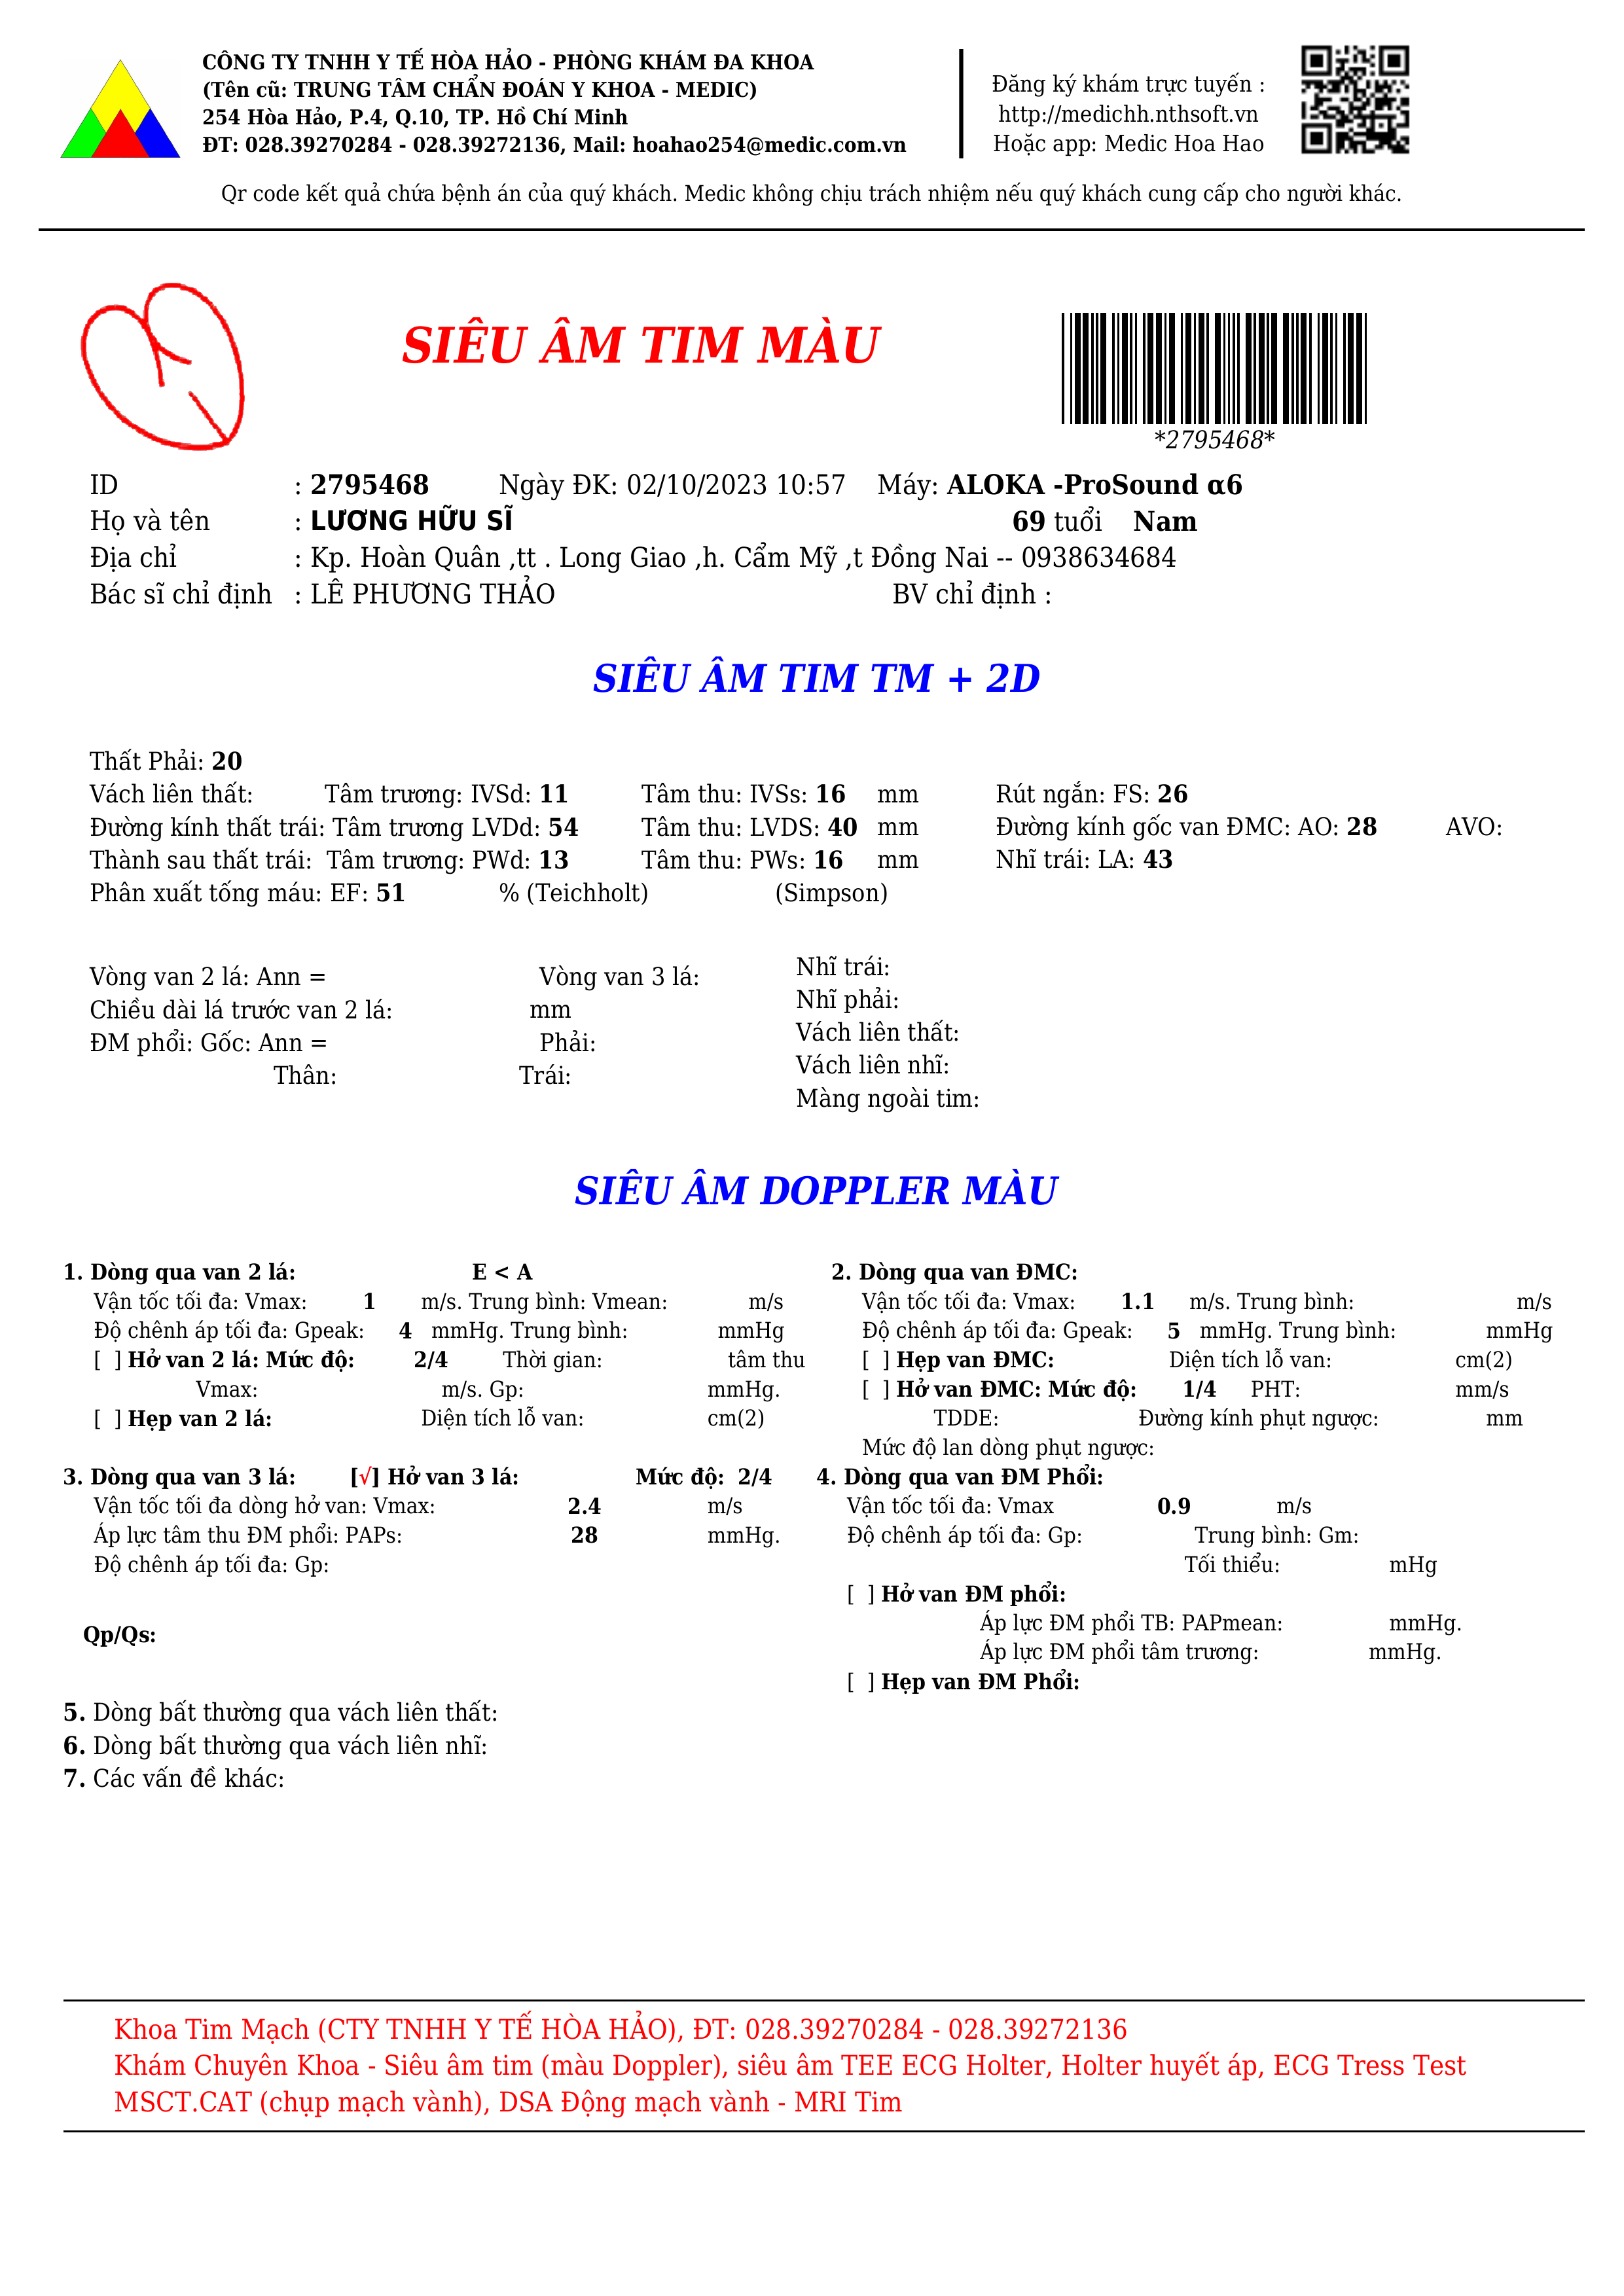 CÔNG TY TNHH Y TẾ HÒA HẢO - PHÒNG KHÁM ĐA KHOA
(Tên cũ: TRUNG TÂM CHẨN ĐOÁN Y KHOA - MEDIC)
254 Hòa Hảo, P.4, Q.10, TP. Hồ Chí Minh
ĐT: 028.39270284 - 028.39272136, Mail: hoahao254@medic.com.vn
Đăng ký khám trực tuyến :
http://medichh.nthsoft.vn
Hoặc app: Medic Hoa Hao
Qr code kết quả chứa bệnh án của quý khách. Medic không chịu trách nhiệm nếu quý khách cung cấp cho người khác.
SIÊU ÂM TIM MÀU
*2795468*
ID : 2795468 Ngày ĐK: 02/10/2023 10:57 Máy: ALOKA -ProSound α6
Họ và tên : LƯƠNG HỮU SĨ 69 tuổi Nam
Địa chỉ : Kp. Hoàn Quân ,tt . Long Giao ,h. Cẩm Mỹ ,t Đồng Nai -- 0938634684
Bác sĩ chỉ định : LÊ PHƯƠNG THẢO BV chỉ định :
SIÊU ÂM TIM TM + 2D
Thất Phải: 20
Vách liên thất: Tâm trương: IVSd: 11 Tâm thu: IVSs: 16 mm Rút ngắn: FS: 26
Đường kính thất trái: Tâm trương LVDd: 54 Tâm thu: LVDS: 40 mm Đường kính gốc van ĐMC: AO: 28 AVO:
Thành sau thất trái: Tâm trương: PWd: 13 Tâm thu: PWs: 16 mm Nhĩ trái: LA: 43
Phân xuất tống máu: EF: 51 % (Teichholt) (Simpson)
Vòng van 2 lá: Ann = Vòng van 3 lá:
Chiều dài lá trước van 2 lá: mm
ĐM phổi: Gốc: Ann = Phải:
Thân: Trái:
Nhĩ trái:
Nhĩ phải:
Vách liên thất:
Vách liên nhĩ:
Màng ngoài tim:
SIÊU ÂM DOPPLER MÀU
1. Dòng qua van 2 lá: E < A
Vận tốc tối đa: Vmax: 1 m/s. Trung bình: Vmean: m/s
Độ chênh áp tối đa: Gpeak: 4 mmHg. Trung bình: mmHg
[ ] Hở van 2 lá: Mức độ: 2/4 Thời gian: tâm thu
Vmax: m/s. Gp: mmHg.
[ ] Hẹp van 2 lá: Diện tích lỗ van: cm(2)
2. Dòng qua van ĐMC:
Vận tốc tối đa: Vmax: 1.1 m/s. Trung bình: m/s
Độ chênh áp tối đa: Gpeak: 5 mmHg. Trung bình: mmHg
[ ] Hẹp van ĐMC: Diện tích lỗ van: cm(2)
[ ] Hở van ĐMC: Mức độ: 1/4 PHT: mm/s
TDDE: Đường kính phụt ngược: mm
Mức độ lan dòng phụt ngược:
3. Dòng qua van 3 lá: [√] Hở van 3 lá: Mức độ: 2/4
Vận tốc tối đa dòng hở van: Vmax: 2.4 m/s
Áp lực tâm thu ĐM phổi: PAPs: 28 mmHg.
Độ chênh áp tối đa: Gp:
Qp/Qs:
4. Dòng qua van ĐM Phổi:
Vận tốc tối đa: Vmax 0.9 m/s
Độ chênh áp tối đa: Gp: Trung bình: Gm:
Tối thiểu: mHg
[ ] Hở van ĐM phổi:
Áp lực ĐM phổi TB: PAPmean: mmHg.
Áp lực ĐM phổi tâm trương: mmHg.
[ ] Hẹp van ĐM Phổi:
5. Dòng bất thường qua vách liên thất:
6. Dòng bất thường qua vách liên nhĩ:
7. Các vấn đề khác:
Khoa Tim Mạch (CTY TNHH Y TẾ HÒA HẢO), ĐT: 028.39270284 - 028.39272136
Khám Chuyên Khoa - Siêu âm tim (màu Doppler), siêu âm TEE ECG Holter, Holter huyết áp, ECG Tress Test
MSCT.CAT (chụp mạch vành), DSA Động mạch vành - MRI Tim